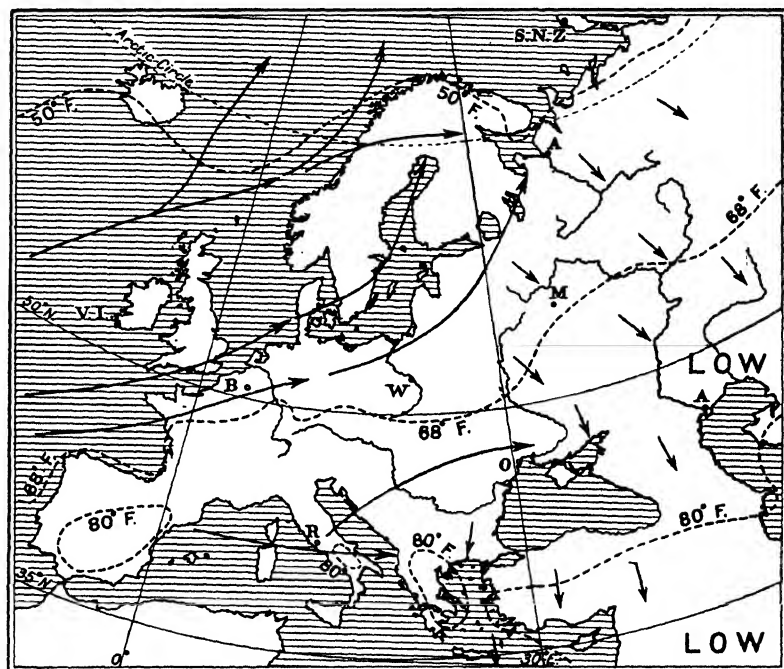 S.N.Z
Arctic Circle
50° F.
50° F.
A
68° F.
50°N
V.I.
M
B
W
LOW
A
68° F.
68° F.
O
80° F.
80° F.
R
80°
80° F.
35°N
0°
30°E.
LOW